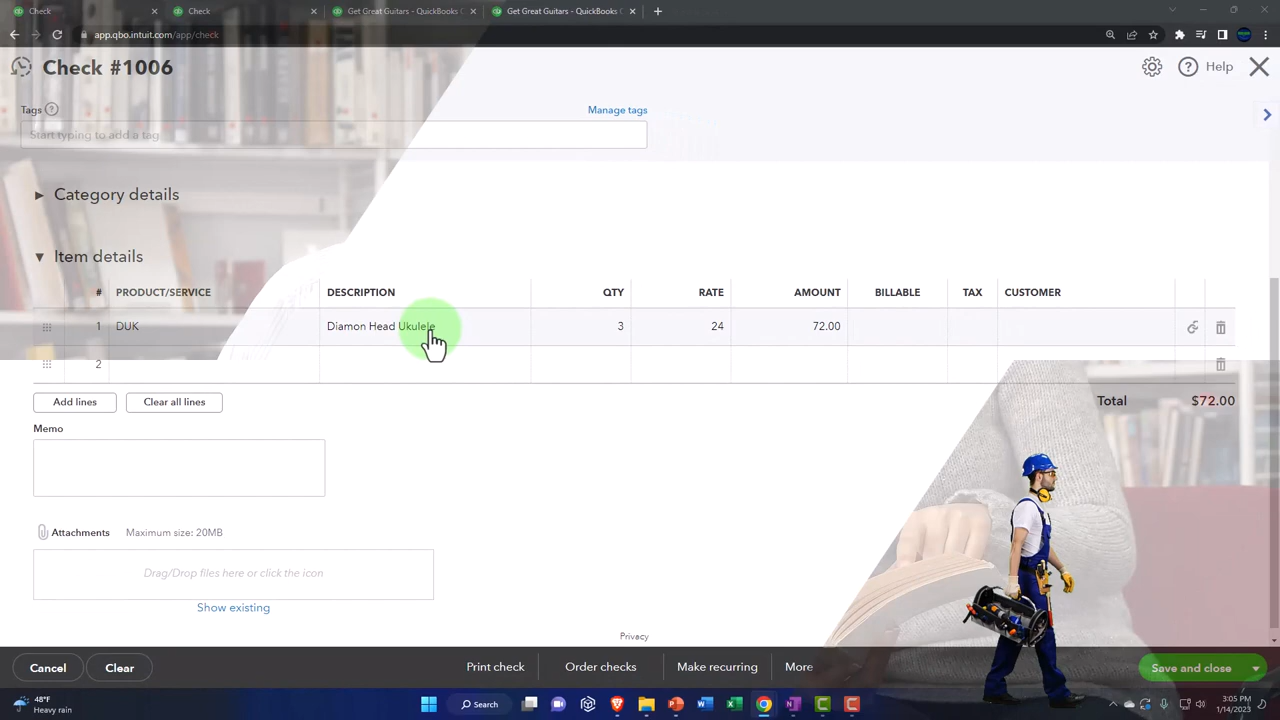 Check
Check
Get Great Guitars - QuickBooks C
Get Great Guitars - QuickBooks C
app.qbo.intuit.com/app/check
Check #1006
Help
Tags
Manage tags
Start typing to add a tag
Category details
Item details
# PRODUCT/SERVICE DESCRIPTION QTY RATE AMOUNT BILLABLE TAX CUSTOMER
1 DUK Diamon Head Ukulele 3 24 72.00
2
Add lines
Clear all lines
Total $72.00
Memo
Attachments Maximum size: 20MB
Drag/Drop files here or click the icon
Show existing
Privacy
Cancel
Clear
Print check
Order checks
Make recurring
More
Save and close
48°F
Heavy rain
Search
3:05 PM
1/14/2023